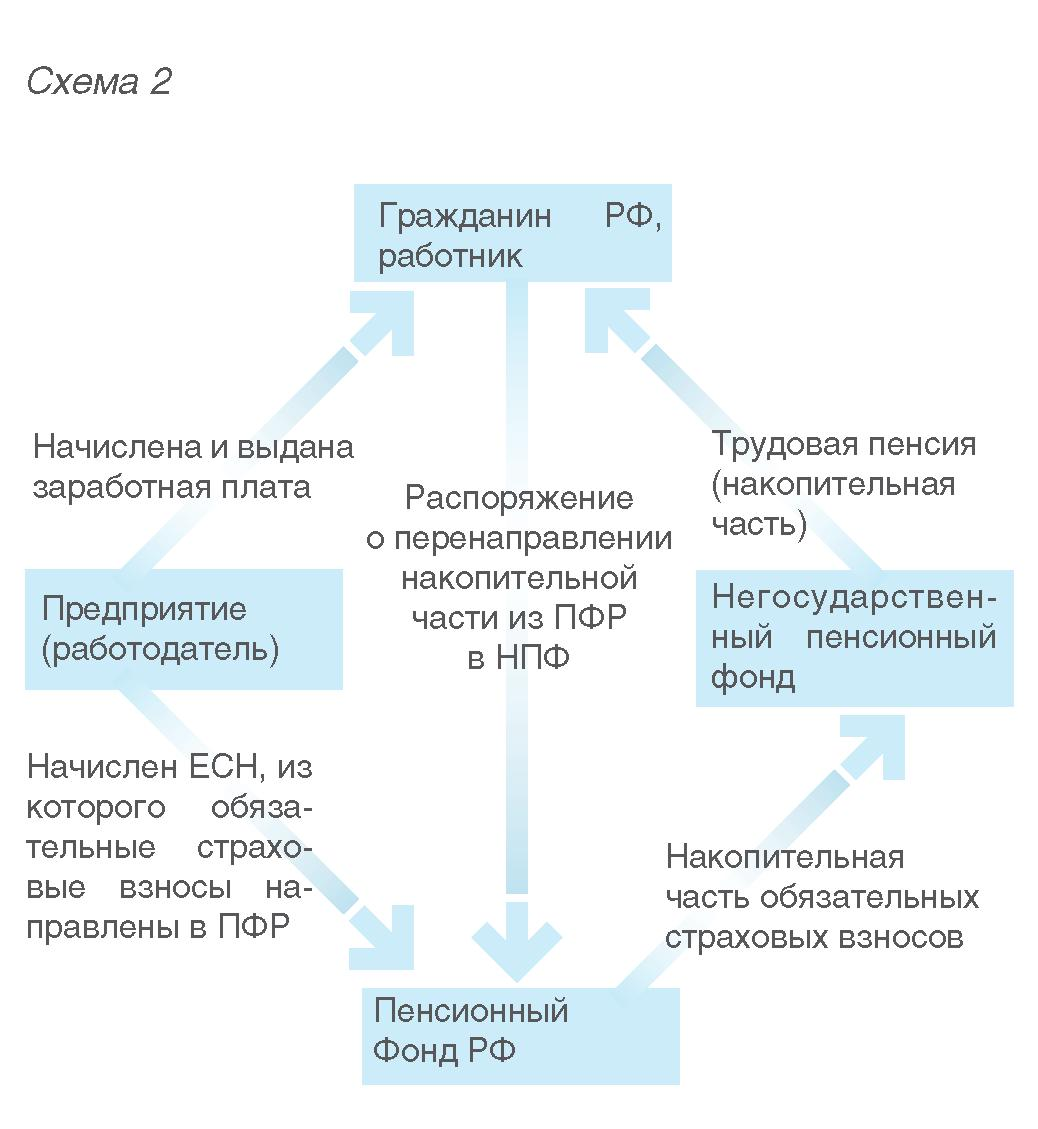 Схема 2
Гражданин РФ,
работник
Начислена и выдана
заработная плата
Распоряжение
о перенаправлении
накопительной
части из ПФР
в НПФ
Трудовая пенсия
(накопительная
часть)
Предприятие
(работодатель)
Негосударствен-
ный пенсионный
фонд
Начислен ЕСН, из
которого обяза-
тельные страхо-
вые взносы на-
правлены в ПФР
Накопительная
часть обязательных
страховых взносов
Пенсионный
Фонд РФ